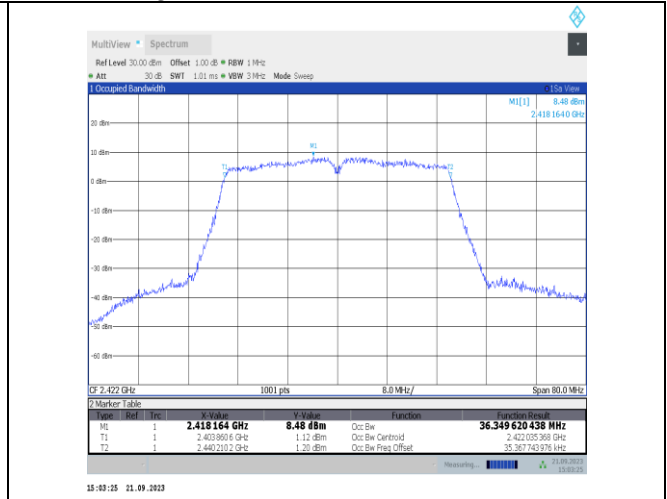 MultiView Spectrum
Ref Level 30.00 dBm Offset 1.00 dB RBW 1 MHz
Att 30 dB SWT 1.01 ms VBW 3 MHz Mode Sweep
1 Occupied Bandwidth 1Sa View
M1[1] 8.48 dBm
2.418 1640 GHz
20 dBm
M1
10 dBm
T1 T2
0 dBm
-10 dBm
-20 dBm
-30 dBm
-40 dBm
-50 dBm
-60 dBm
CF 2.422 GHz 1001 pts 8.0 MHz/ Span 80.0 MHz
2 Marker Table
Type Ref Trc X-Value Y-Value Function Function Result
M1 1 2.418 164 GHz 8.48 dBm Occ Bw 36.349 620 438 MHz
T1 1 2.403 860 6 GHz 1.12 dBm Occ Bw Centroid 2.422 035 368 GHz
T2 1 2.440 210 2 GHz 1.20 dBm Occ Bw Freq Offset 35.367 743 976 kHz
Measuring... 21.09.2023
15:03:25
15:03:25 21.09.2023